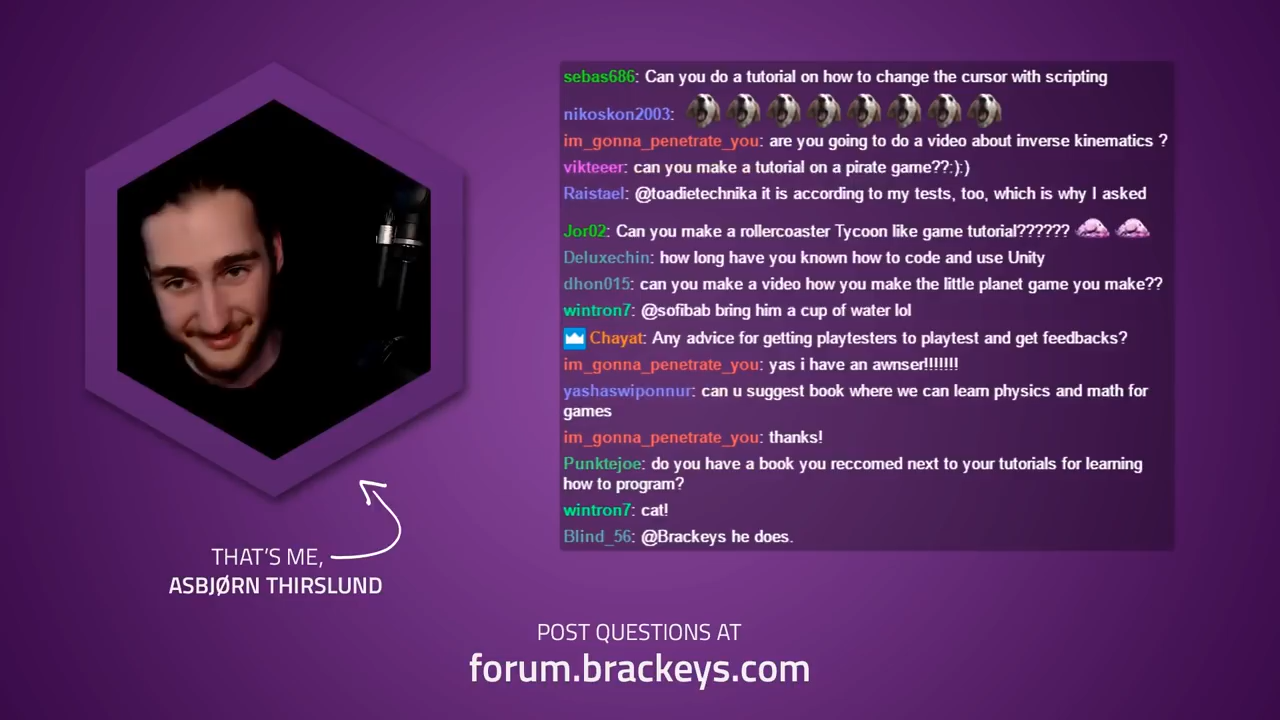 sebas686: Can you do a tutorial on how to change the cursor with scripting
nikoskon2003:
im_gonna_penetrate_you: are you going to do a video about inverse kinematics ?
vikteeer: can you make a tutorial on a pirate game??:):)
Raistael: @toadietechnika it is according to my tests, too, which is why I asked
Jor02: Can you make a rollercoaster Tycoon like game tutorial??????
Deluxechin: how long have you known how to code and use Unity
dhon015: can you make a video how you make the little planet game you make??
wintron7: @sofibab bring him a cup of water lol
Chayat: Any advice for getting playtesters to playtest and get feedbacks?
im_gonna_penetrate_you: yas i have an awnser!!!!!!!
yashaswiponnur: can u suggest book where we can learn physics and math for
games
im_gonna_penetrate_you: thanks!
Punktejoe: do you have a book you reccomed next to your tutorials for learning
how to program?
wintron7: cat!
Blind_56: @Brackeys he does.
THAT'S ME,
ASBJØRN THIRSLUND
POST QUESTIONS AT
forum.brackeys.com